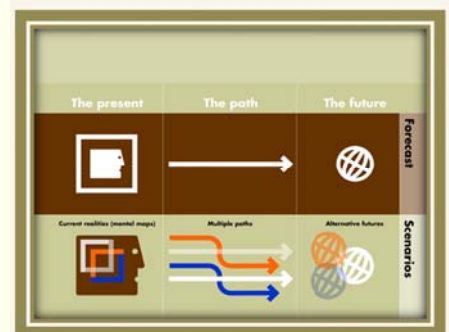 The present The path The future
Forecast
Current realities (mental maps) Multiple paths Alternative futures
Scenarios